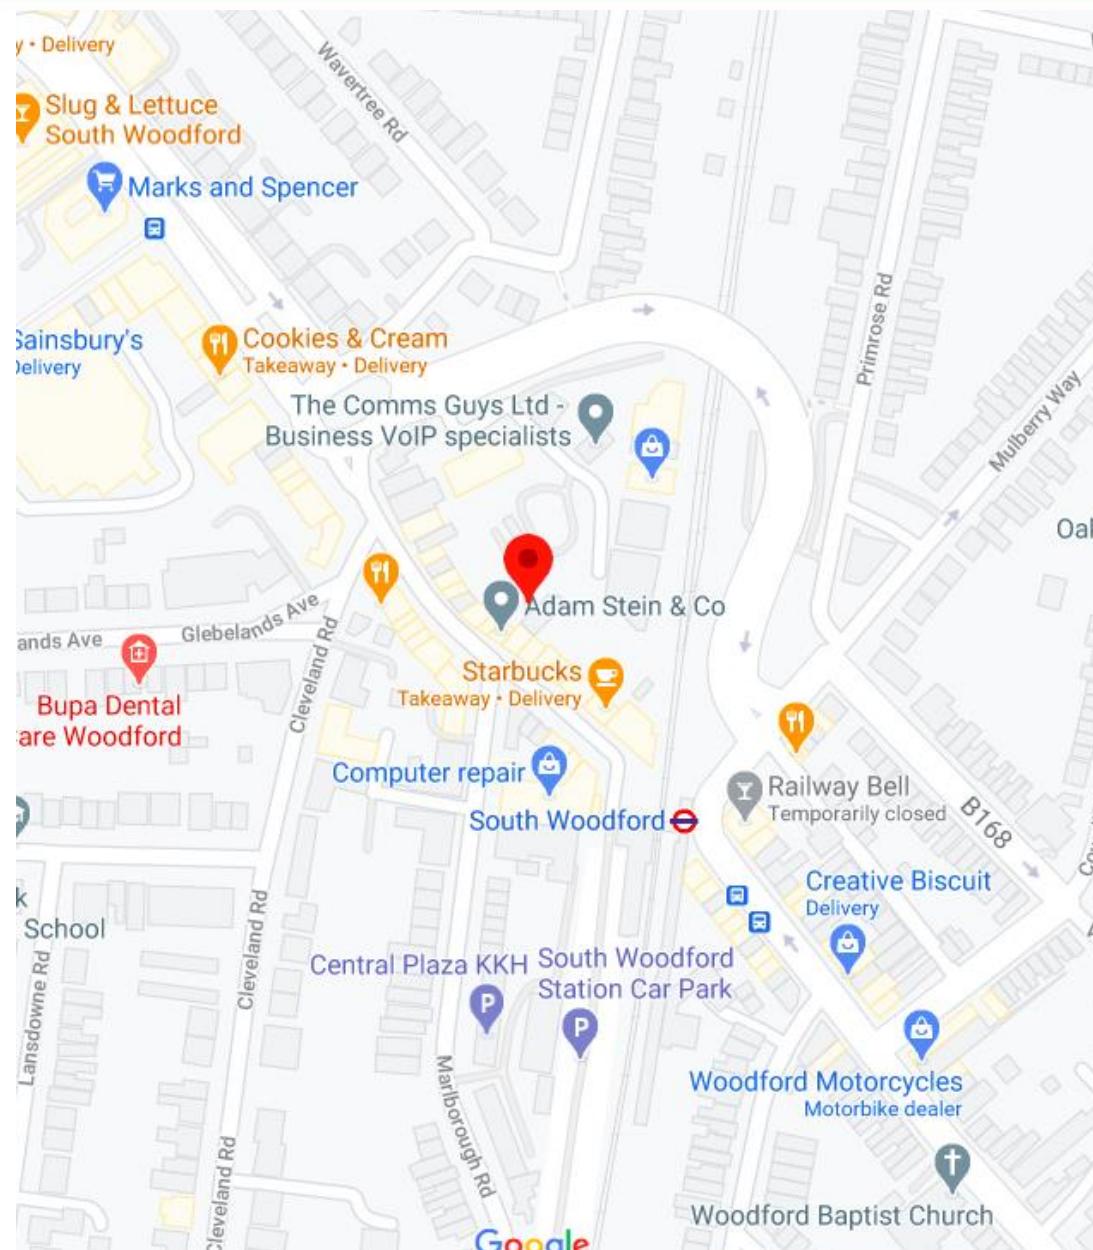 y • Delivery
Slug & Lettuce
South Woodford
Wavertree Rd
Marks and Spencer
Sainsbury's
Delivery
Cookies & Cream
Takeaway • Delivery
Primrose Rd
The Comms Guys Ltd -
Business VoIP specialists
Mulberry Way
Oa
Adam Stein & Co
ands Ave
Glebelands Ave
Cleveland Rd
Starbucks
Takeaway • Delivery
Bupa Dental
are Woodford
Computer repair
South Woodford
Railway Bell
Temporarily closed
B168
Creative Biscuit
Delivery
k
School
Lansdowne Rd
Cleveland Rd
Central Plaza KKH
P
South Woodford
Station Car Park
P
Marlborough Rd
Woodford Motorcycles
Motorbike dealer
Cleveland Rd
Woodford Baptist Church
Google